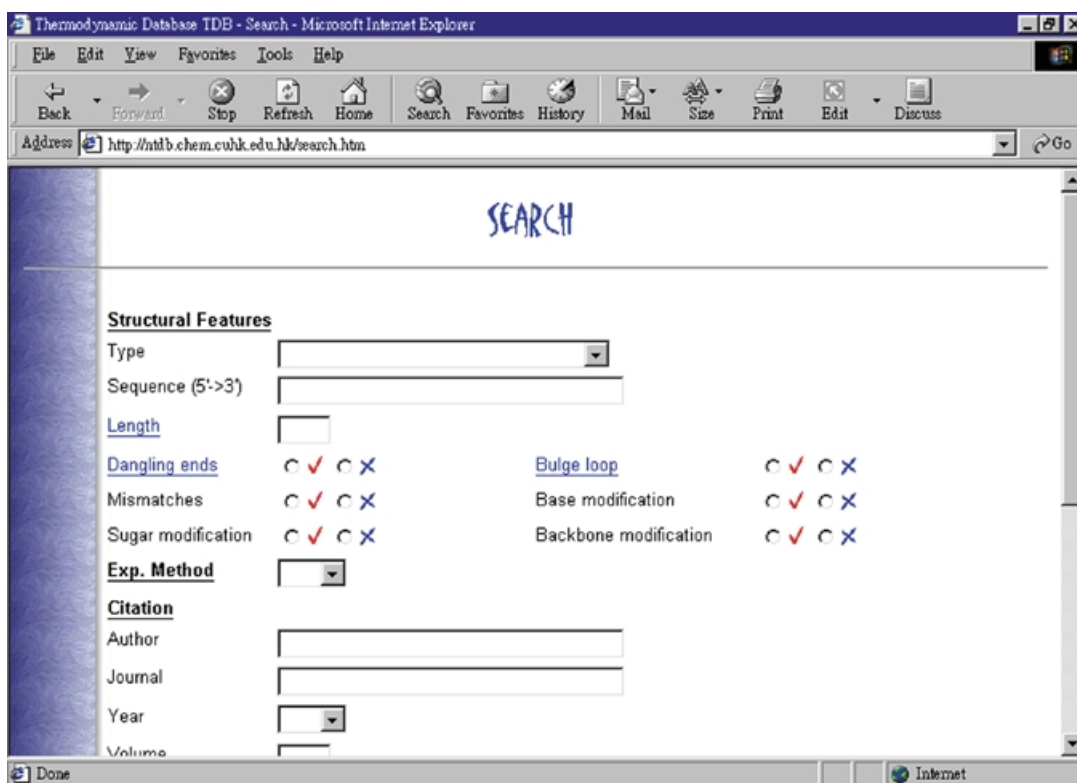 Thermodynamic Database TDB - Search - Microsoft Internet Explorer
File Edit View Favorites Tools Help
Back Forward Stop Refresh Home Search Favorites History Mail Size Print Edit Discuss
Address http://ntdb.chem.cuhk.edu.hk/search.htm Go
SEARCH
Structural Features
Type
Sequence (5'->3')
Length
Dangling ends Bulge loop
Mismatches Base modification
Sugar modification Backbone modification
Exp. Method
Citation
Author
Journal
Year
Volume
Done Internet